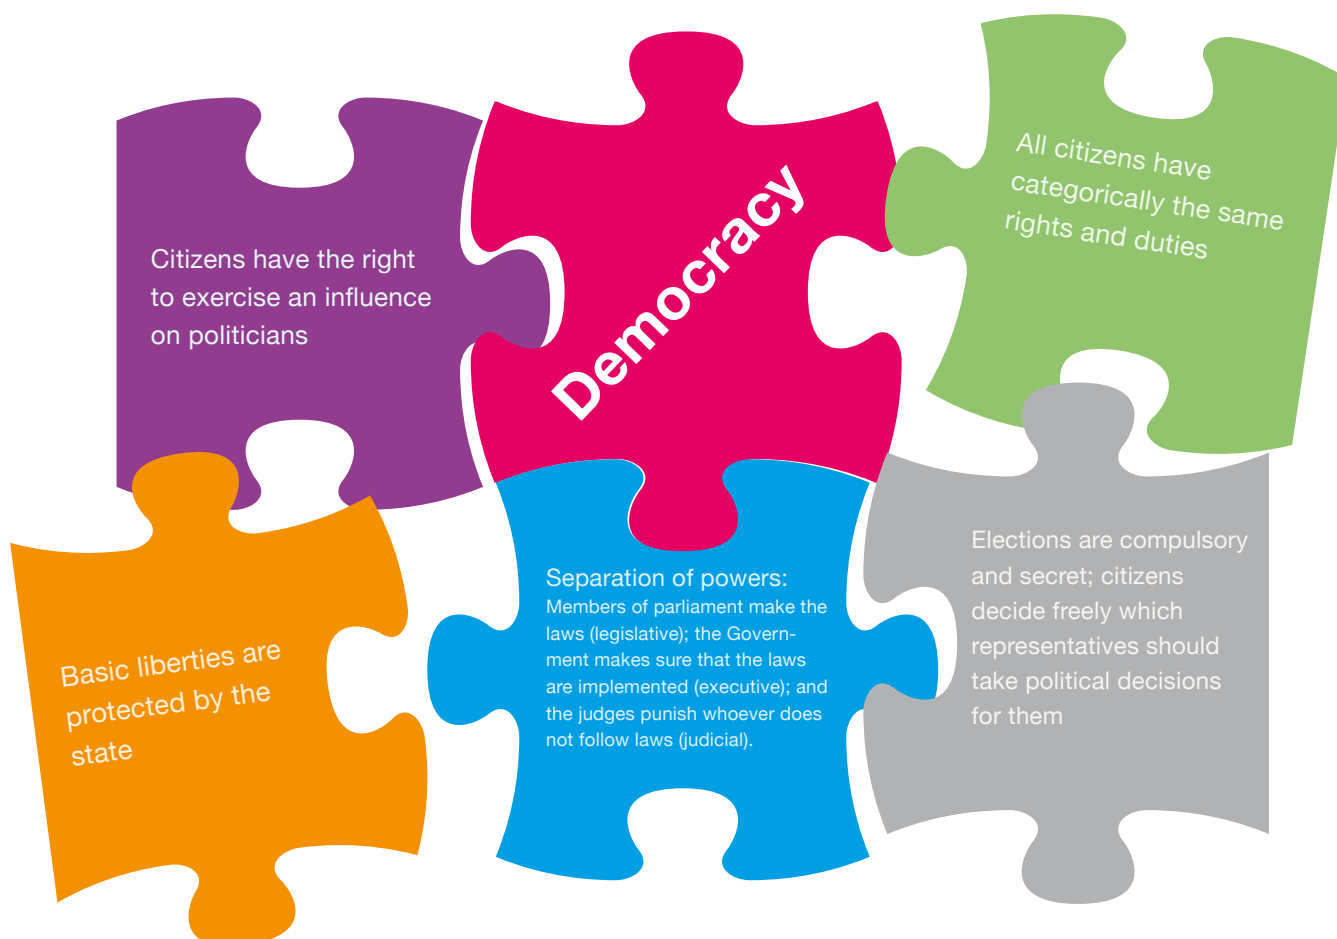 All citizens have
categorically the same
rights and duties
Democracy
Citizens have the right
to exercise an influence
on politicians
Elections are compulsory
and secret; citizens
decide freely which
representatives should
take political decisions
for them
Separation of powers:
Members of parliament make the
laws (legislative); the Govern-
ment makes sure that the laws
are implemented (executive); and
the judges punish whoever does
not follow laws (judicial).
Basic liberties are
protected by the
state